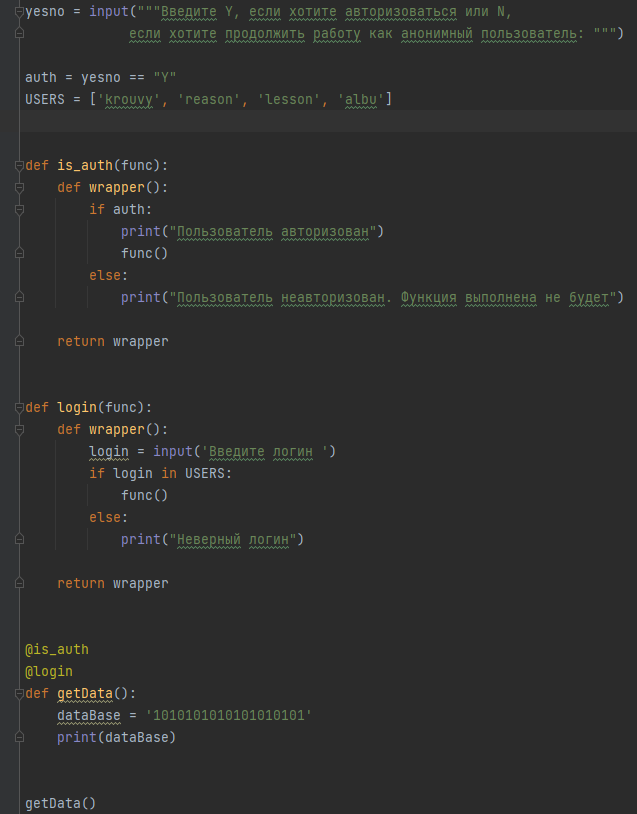 yesno = input("""Введите Y, если хотите авторизоваться или N,
             если хотите продолжить работу как анонимный пользователь: """)
auth = yesno == "Y"
USERS = ['krouvy', 'reason', 'lesson', 'albu']
def is_auth(func):
    def wrapper():
        if auth:
            print("Пользователь авторизован")
            func()
        else:
            print("Пользователь неавторизован. Функция выполнена не будет")
    return wrapper
def login(func):
    def wrapper():
        login = input('Введите логин ')
        if login in USERS:
            func()
        else:
            print("Неверный логин")
    return wrapper
@is_auth
@login
def getData():
    dataBase = '1010101010101010101'
    print(dataBase)
getData()